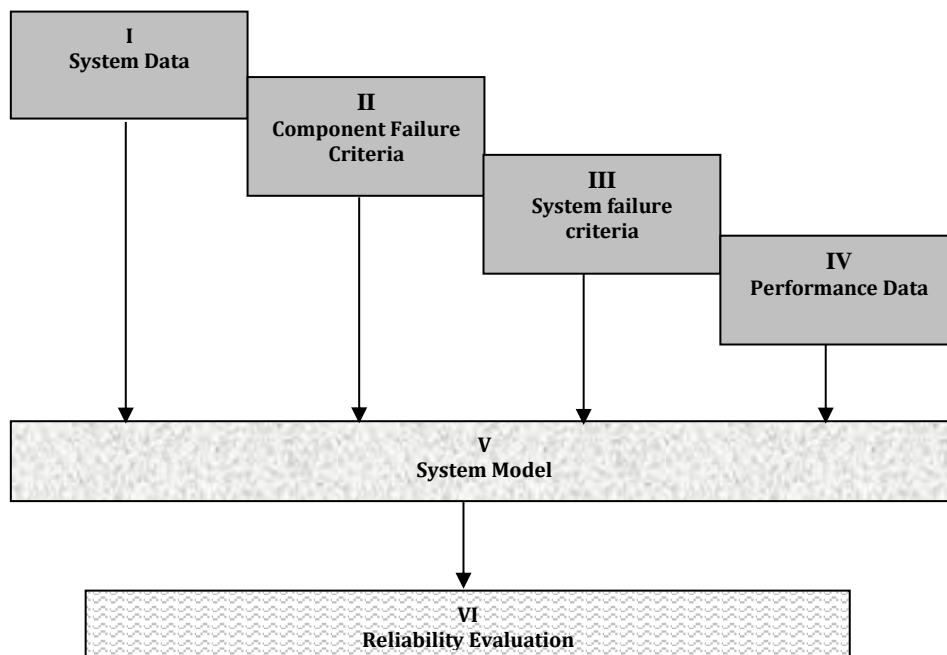 I
System Data
II
Component Failure
Criteria
III
System failure
criteria
IV
Performance Data
V
System Model
VI
Reliability Evaluation